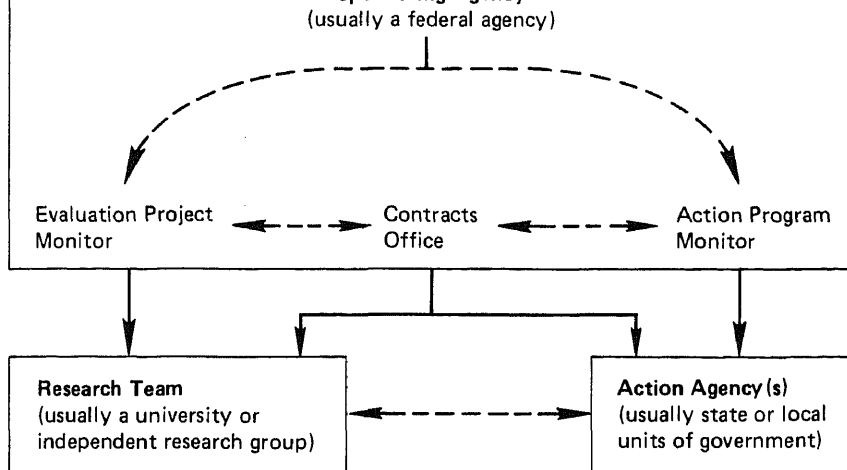 (usually a federal agency)
Evaluation Project
Monitor
Contracts
Office
Action Program
Monitor
Research Team
(usually a university or
independent research group)
Action Agency(s)
(usually state or local
units of government)